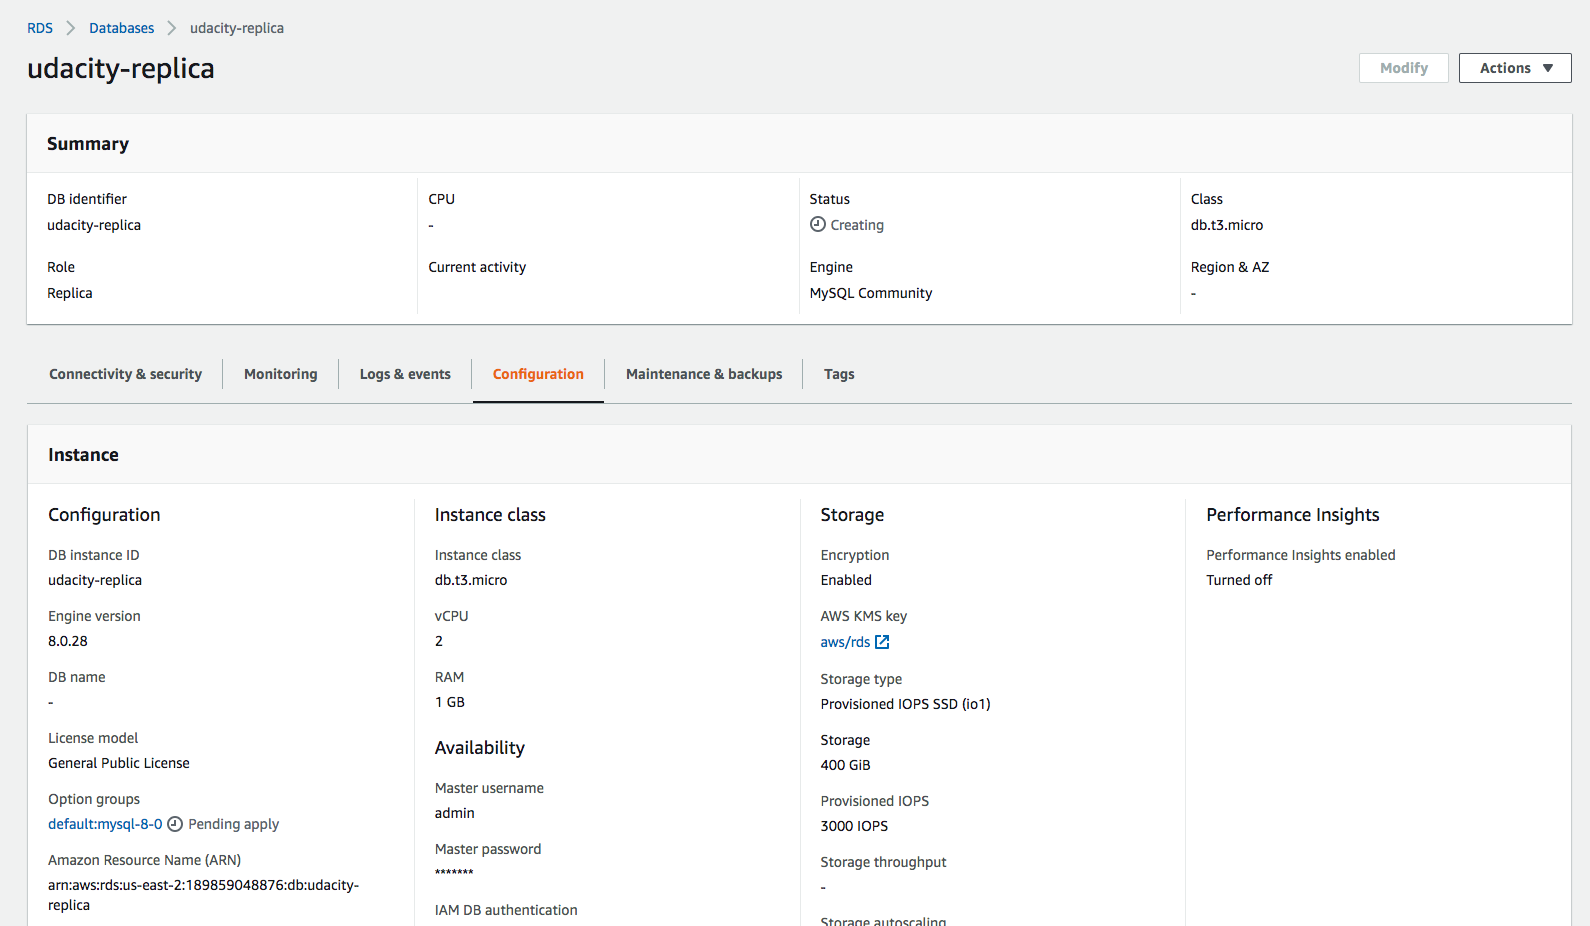 RDS > Databases > udacity-replica
udacity-replica
Modify
Actions ▼
Summary
DB identifier
udacity-replica
Role
Replica
CPU
-
Current activity
Status
Creating
Engine
MySQL Community
Class
db.t3.micro
Region & AZ
-
Connectivity & security
Monitoring
Logs & events
Configuration
Maintenance & backups
Tags
Instance
Configuration
DB instance ID
udacity-replica
Engine version
8.0.28
DB name
-
License model
General Public License
Option groups
default:mysql-8-0 Pending apply
Amazon Resource Name (ARN)
arn:aws:rds:us-east-2:189859048876:db:udacity-
replica
Instance class
Instance class
db.t3.micro
vCPU
2
RAM
1 GB
Availability
Master username
admin
Master password
*******
IAM DB authentication
Storage
Encryption
Enabled
AWS KMS key
aws/rds
Storage type
Provisioned IOPS SSD (io1)
Storage
400 GiB
Provisioned IOPS
3000 IOPS
Storage throughput
-
Storage autoscaling
Performance Insights
Performance Insights enabled
Turned off